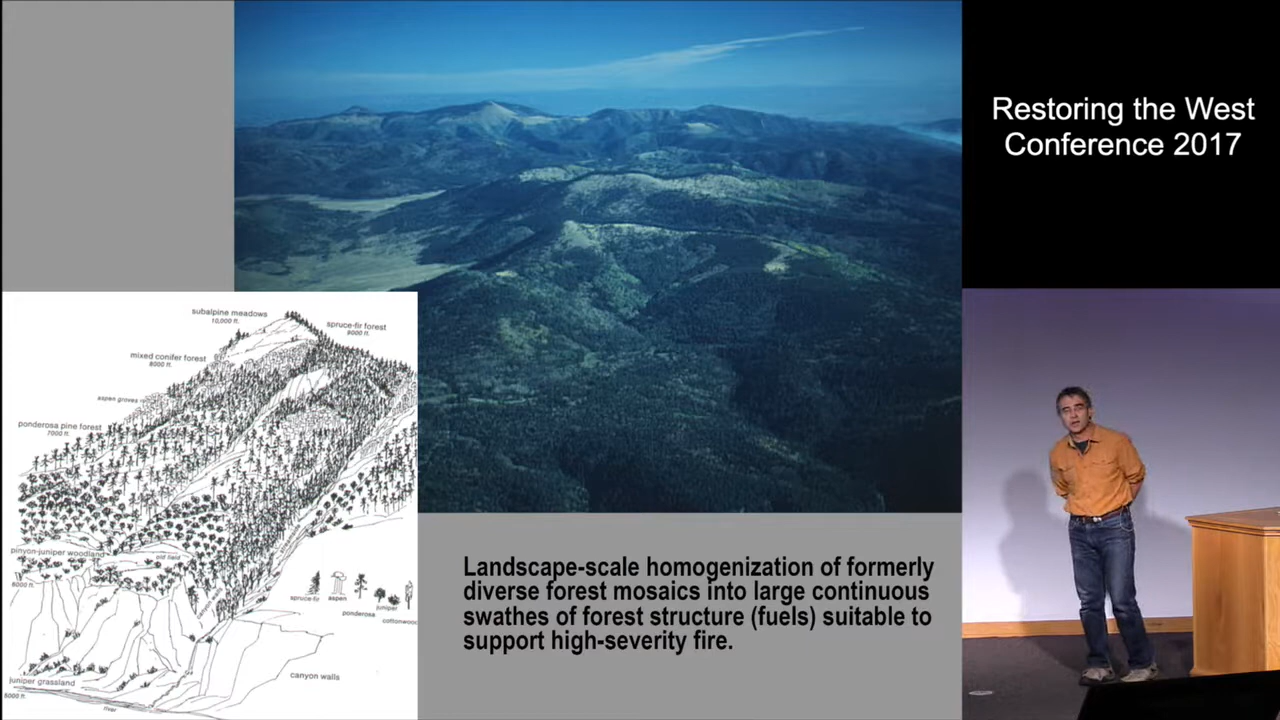 Restoring the West
Conference 2017
subalpine meadows
10,000 ft.
spruce-fir forest
9000 ft.
mixed conifer forest
8000 ft.
aspen groves
ponderosa pine forest
7000 ft.
pinyon-juniper woodland
old field
6000 ft.
spruce-fir
aspen
ponderosa
juniper
cottonwood
canyon walls
juniper grassland
5000 ft.
river
Landscape-scale homogenization of formerly
diverse forest mosaics into large continuous
swathes of forest structure (fuels) suitable to
support high-severity fire.